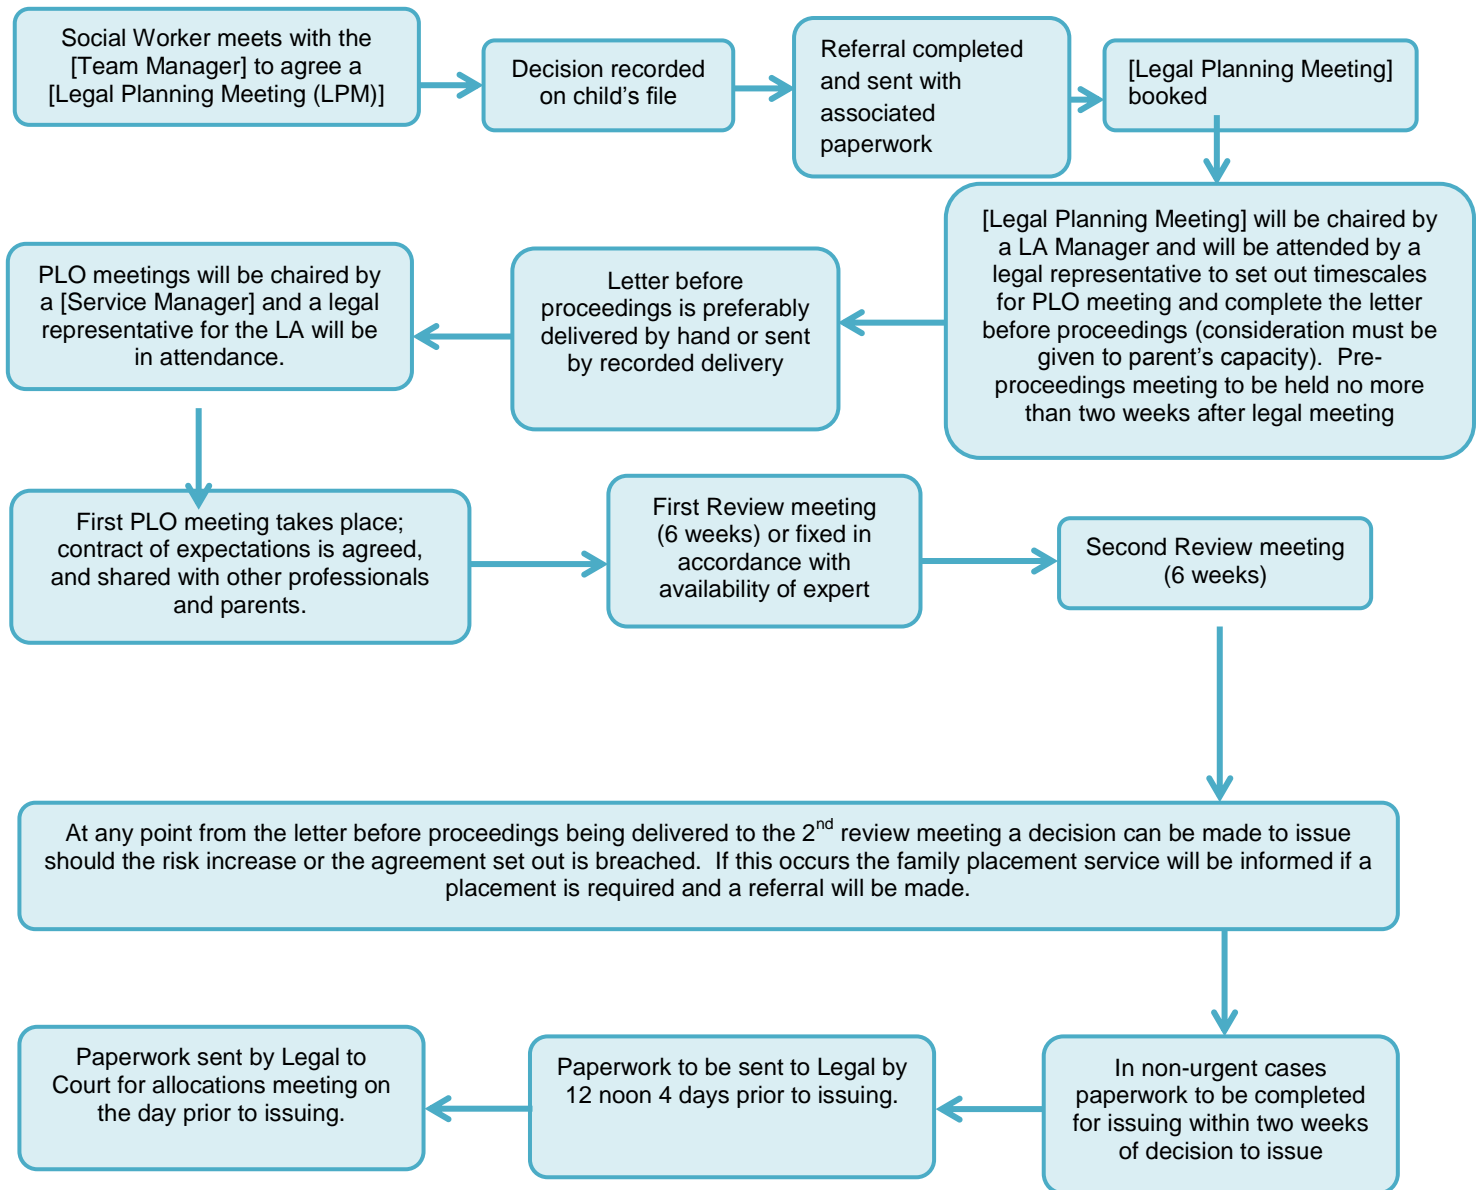 Social Worker meets with the
[Team Manager] to agree a
[Legal Planning Meeting (LPM)]
Decision recorded
on child’s file
Referral completed
and sent with
associated
paperwork
[Legal Planning Meeting]
booked
[Legal Planning Meeting] will be chaired by
a LA Manager and will be attended by a
legal representative to set out timescales
for PLO meeting and complete the letter
before proceedings (consideration must be
given to parent’s capacity).  Pre-
proceedings meeting to be held no more
than two weeks after legal meeting
Letter before
proceedings is preferably
delivered by hand or sent
by recorded delivery
PLO meetings will be chaired by
a [Service Manager] and a legal
representative for the LA will be
in attendance.
First PLO meeting takes place;
contract of expectations is agreed,
and shared with other professionals
and parents.
First Review meeting
(6 weeks) or fixed in
accordance with
availability of expert
Second Review meeting
(6 weeks)
At any point from the letter before proceedings being delivered to the 2nd review meeting a decision can be made to issue
should the risk increase or the agreement set out is breached.  If this occurs the family placement service will be informed if a
placement is required and a referral will be made.
In non-urgent cases
paperwork to be completed
for issuing within two weeks
of decision to issue
Paperwork to be sent to Legal by
12 noon 4 days prior to issuing.
Paperwork sent by Legal to
Court for allocations meeting on
the day prior to issuing.